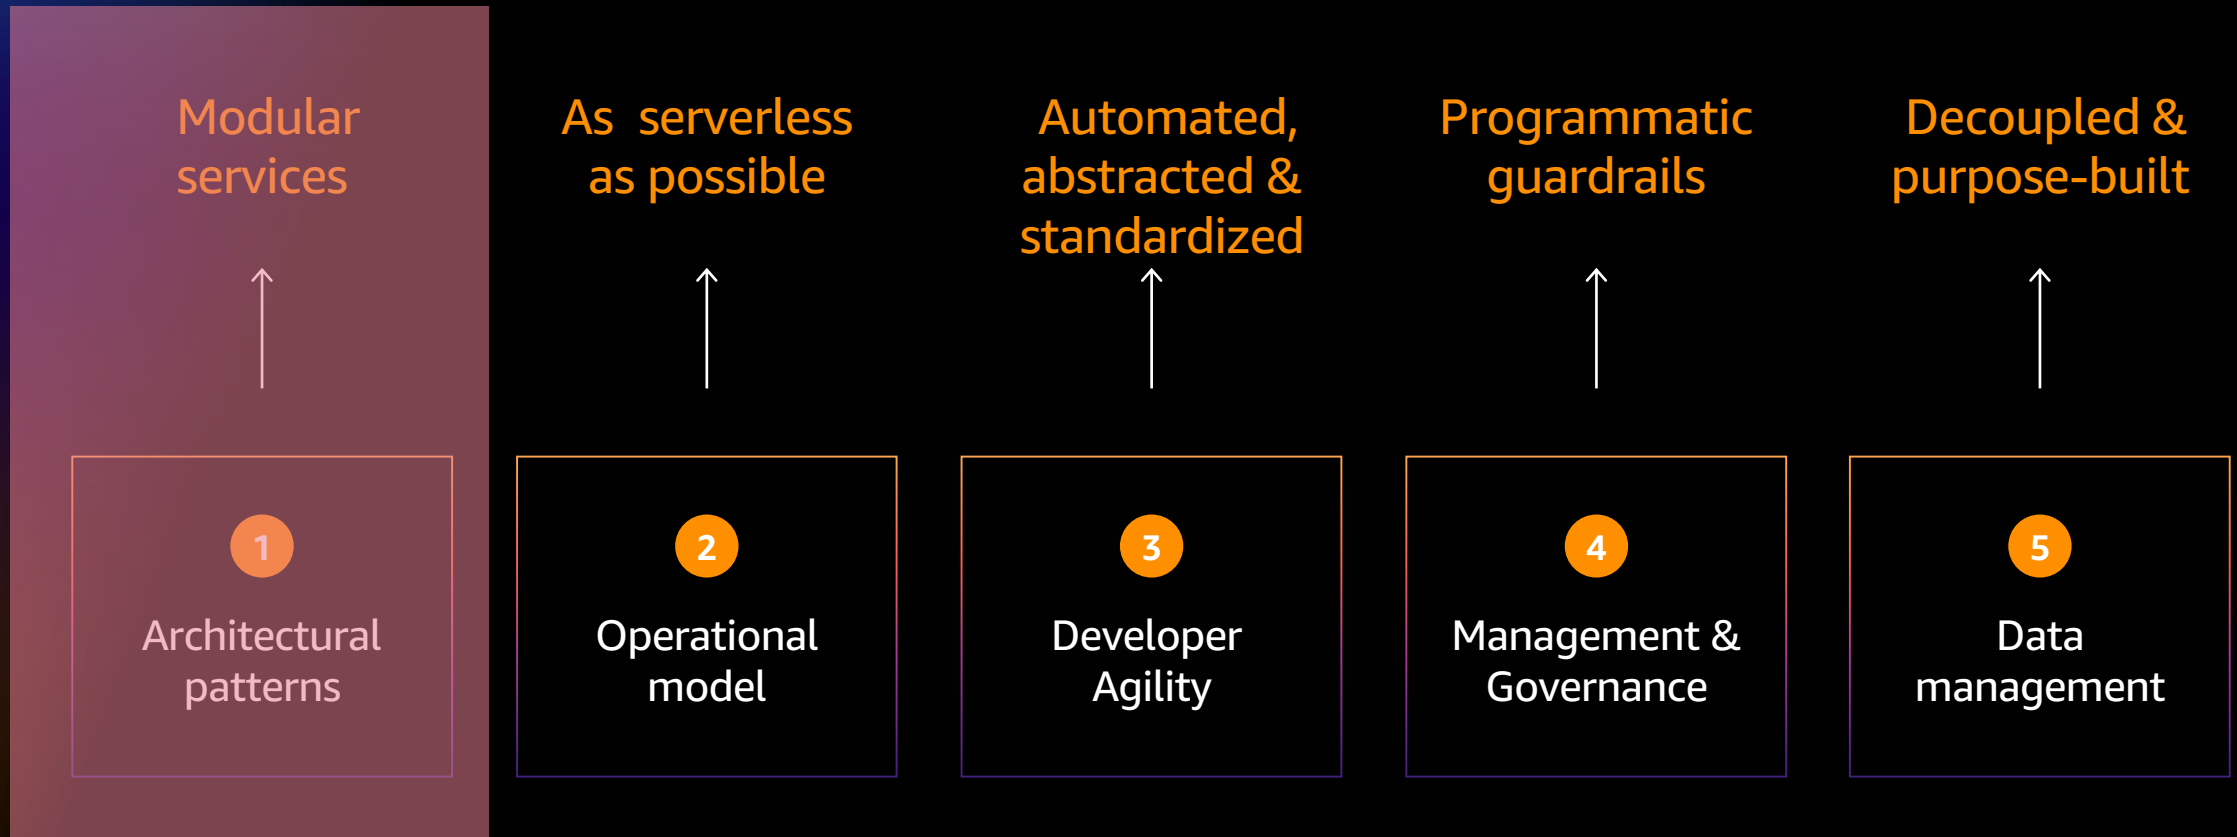 Modular
services
As serverless
as possible
Automated,
abstracted &
standardized
Programmatic
guardrails
Decoupled &
purpose-built
1
Architectural
patterns
2
Operational
model
3
Developer
Agility
4
Management &
Governance
5
Data
management